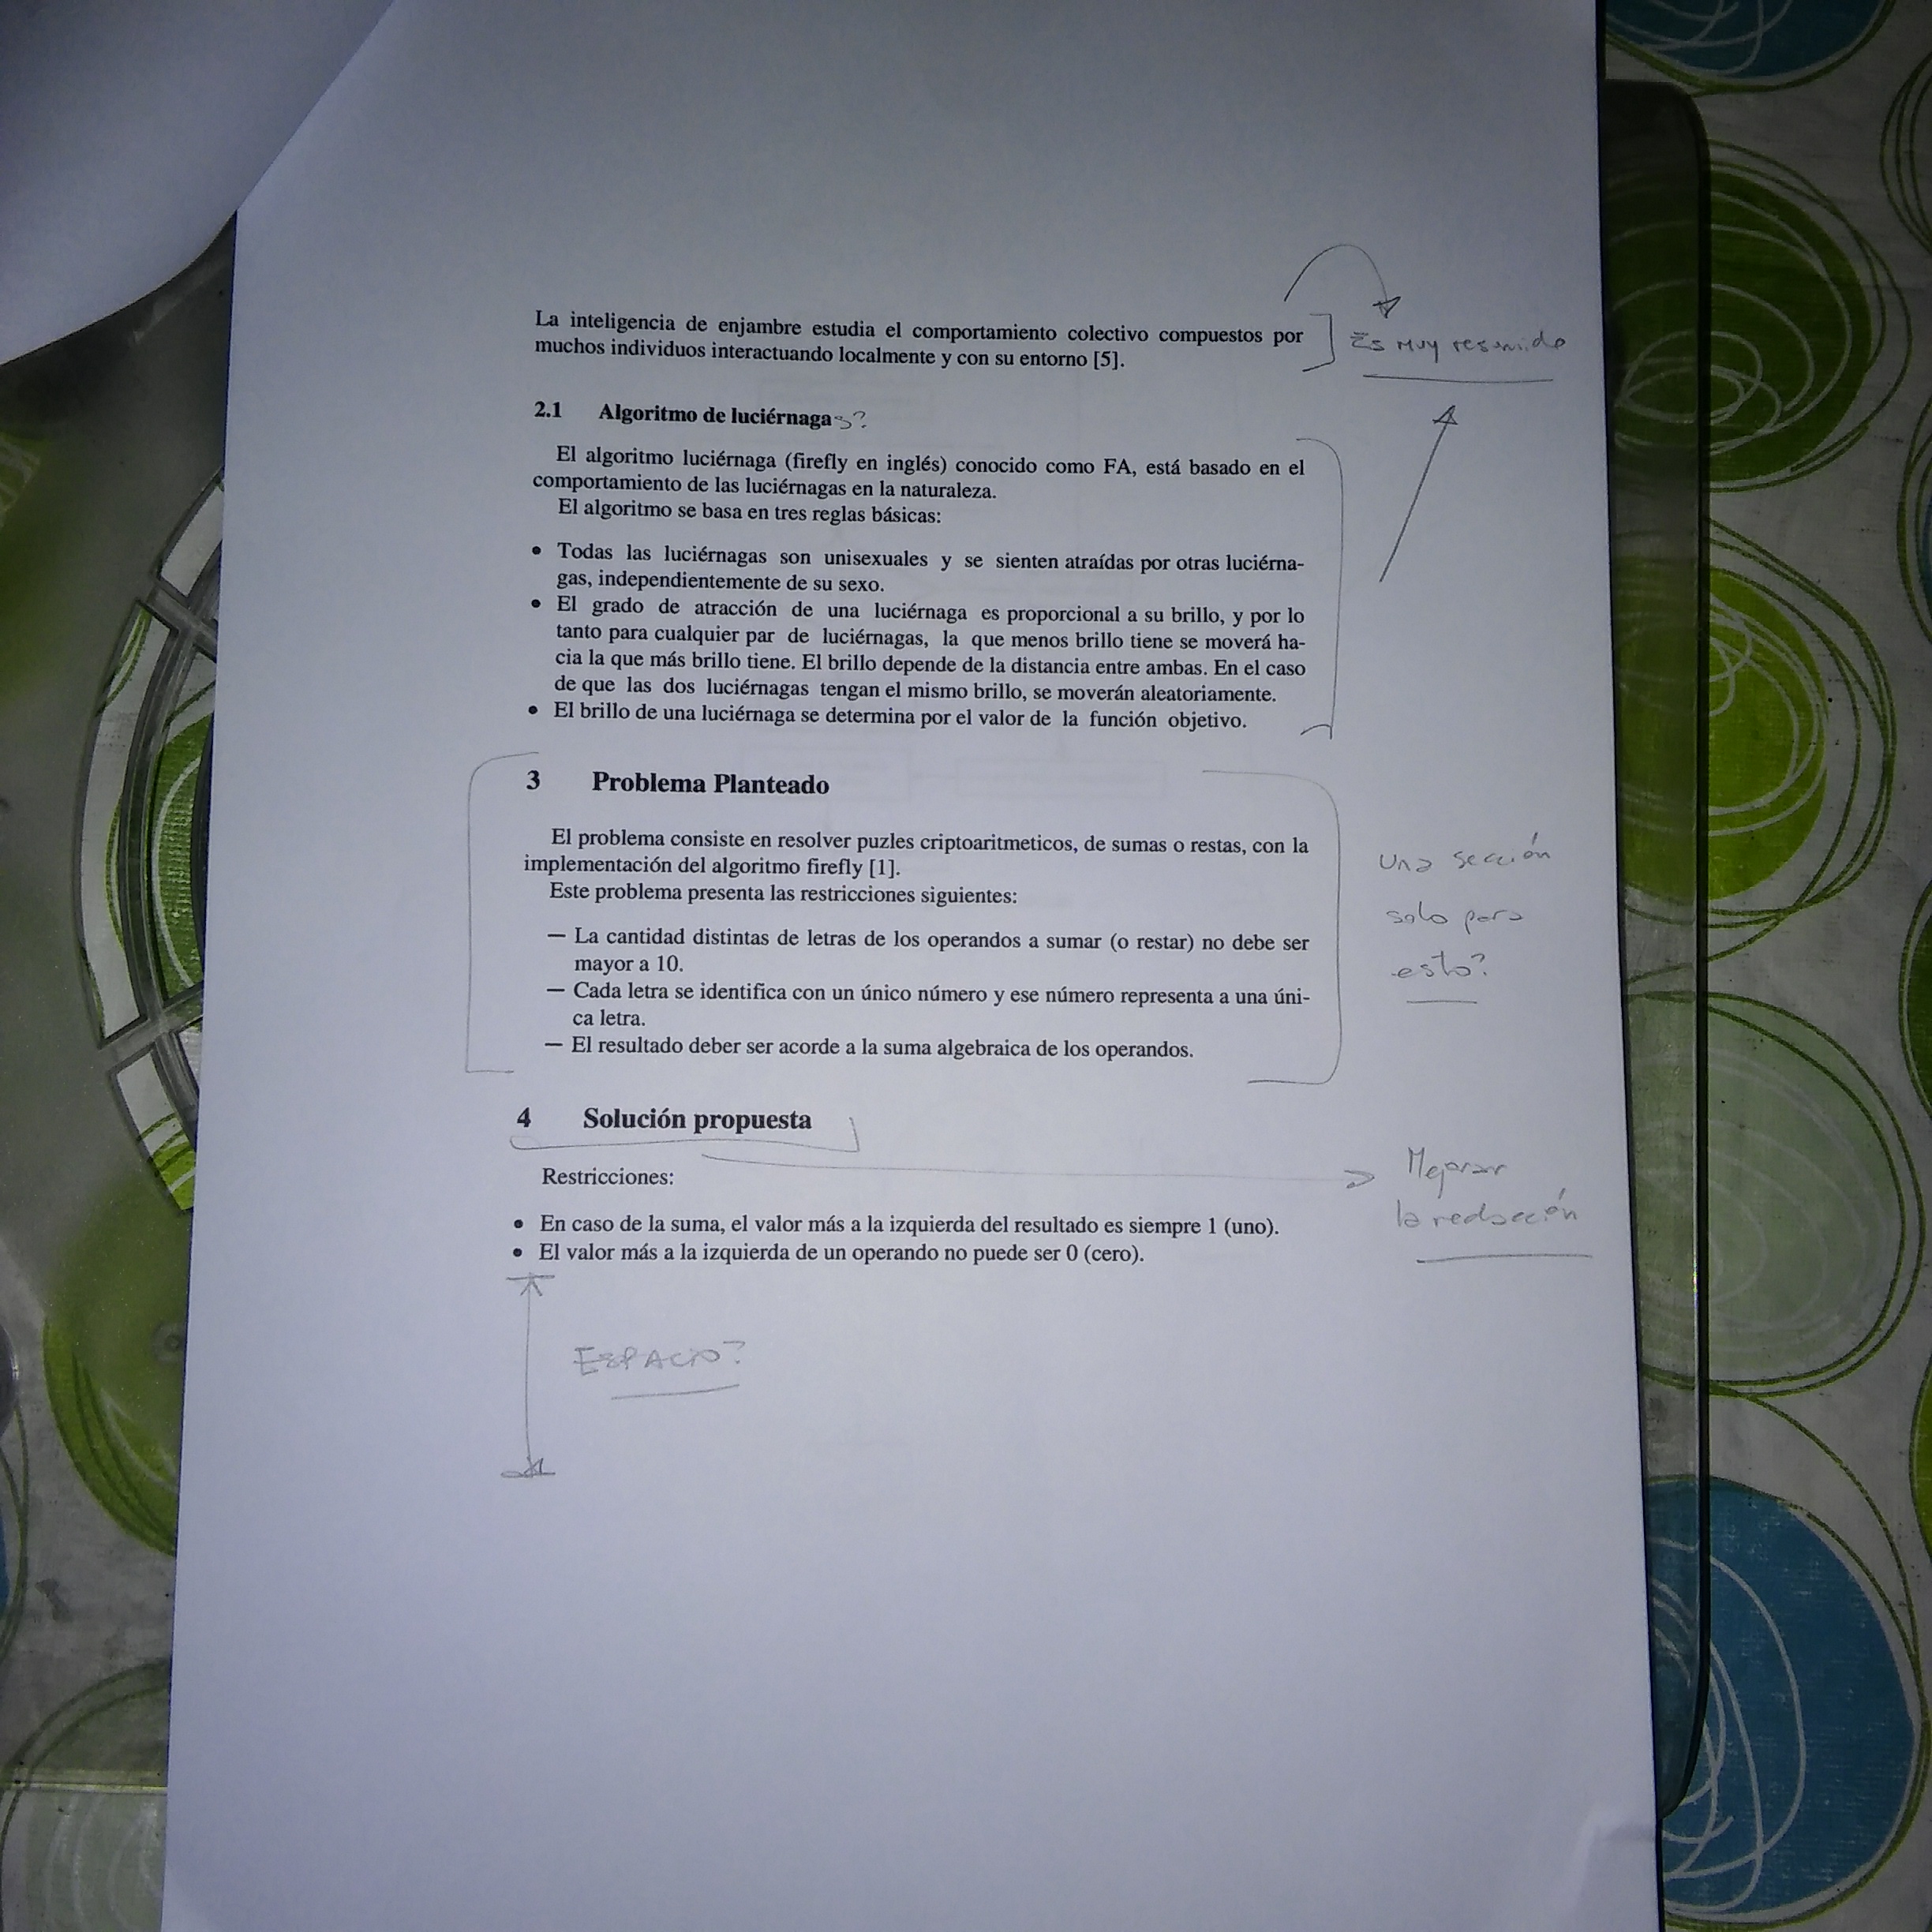 La inteligencia de enjambre estudia el comportamiento colectivo compuestos por
muchos individuos interactuando localmente y con su entorno [5].
Es muy resumido
2.1 Algoritmo de luciérnagas?
El algoritmo luciérnaga (firefly en inglés) conocido como FA, está basado en el
comportamiento de las luciérnagas en la naturaleza.
El algoritmo se basa en tres reglas básicas:
• Todas las luciérnagas son unisexuales y se sienten atraídas por otras luciérna-
gas, independientemente de su sexo.
• El grado de atracción de una luciérnaga es proporcional a su brillo, y por lo
tanto para cualquier par de luciérnagas, la que menos brillo tiene se moverá ha-
cia la que más brillo tiene. El brillo depende de la distancia entre ambas. En el caso
de que las dos luciérnagas tengan el mismo brillo, se moverán aleatoriamente.
• El brillo de una luciérnaga se determina por el valor de la función objetivo.
3 Problema Planteado
El problema consiste en resolver puzles criptoaritmeticos, de sumas o restas, con la
implementación del algoritmo firefly [1].
Este problema presenta las restricciones siguientes:
— La cantidad distintas de letras de los operandos a sumar (o restar) no debe ser
mayor a 10.
— Cada letra se identifica con un único número y ese número representa a una úni-
ca letra.
— El resultado deber ser acorde a la suma algebraica de los operandos.
Una sección
solo para
esto?
4 Solución propuesta
Mejorar
la redacción
Restricciones:
• En caso de la suma, el valor más a la izquierda del resultado es siempre 1 (uno).
• El valor más a la izquierda de un operando no puede ser 0 (cero).
ESPACIO?